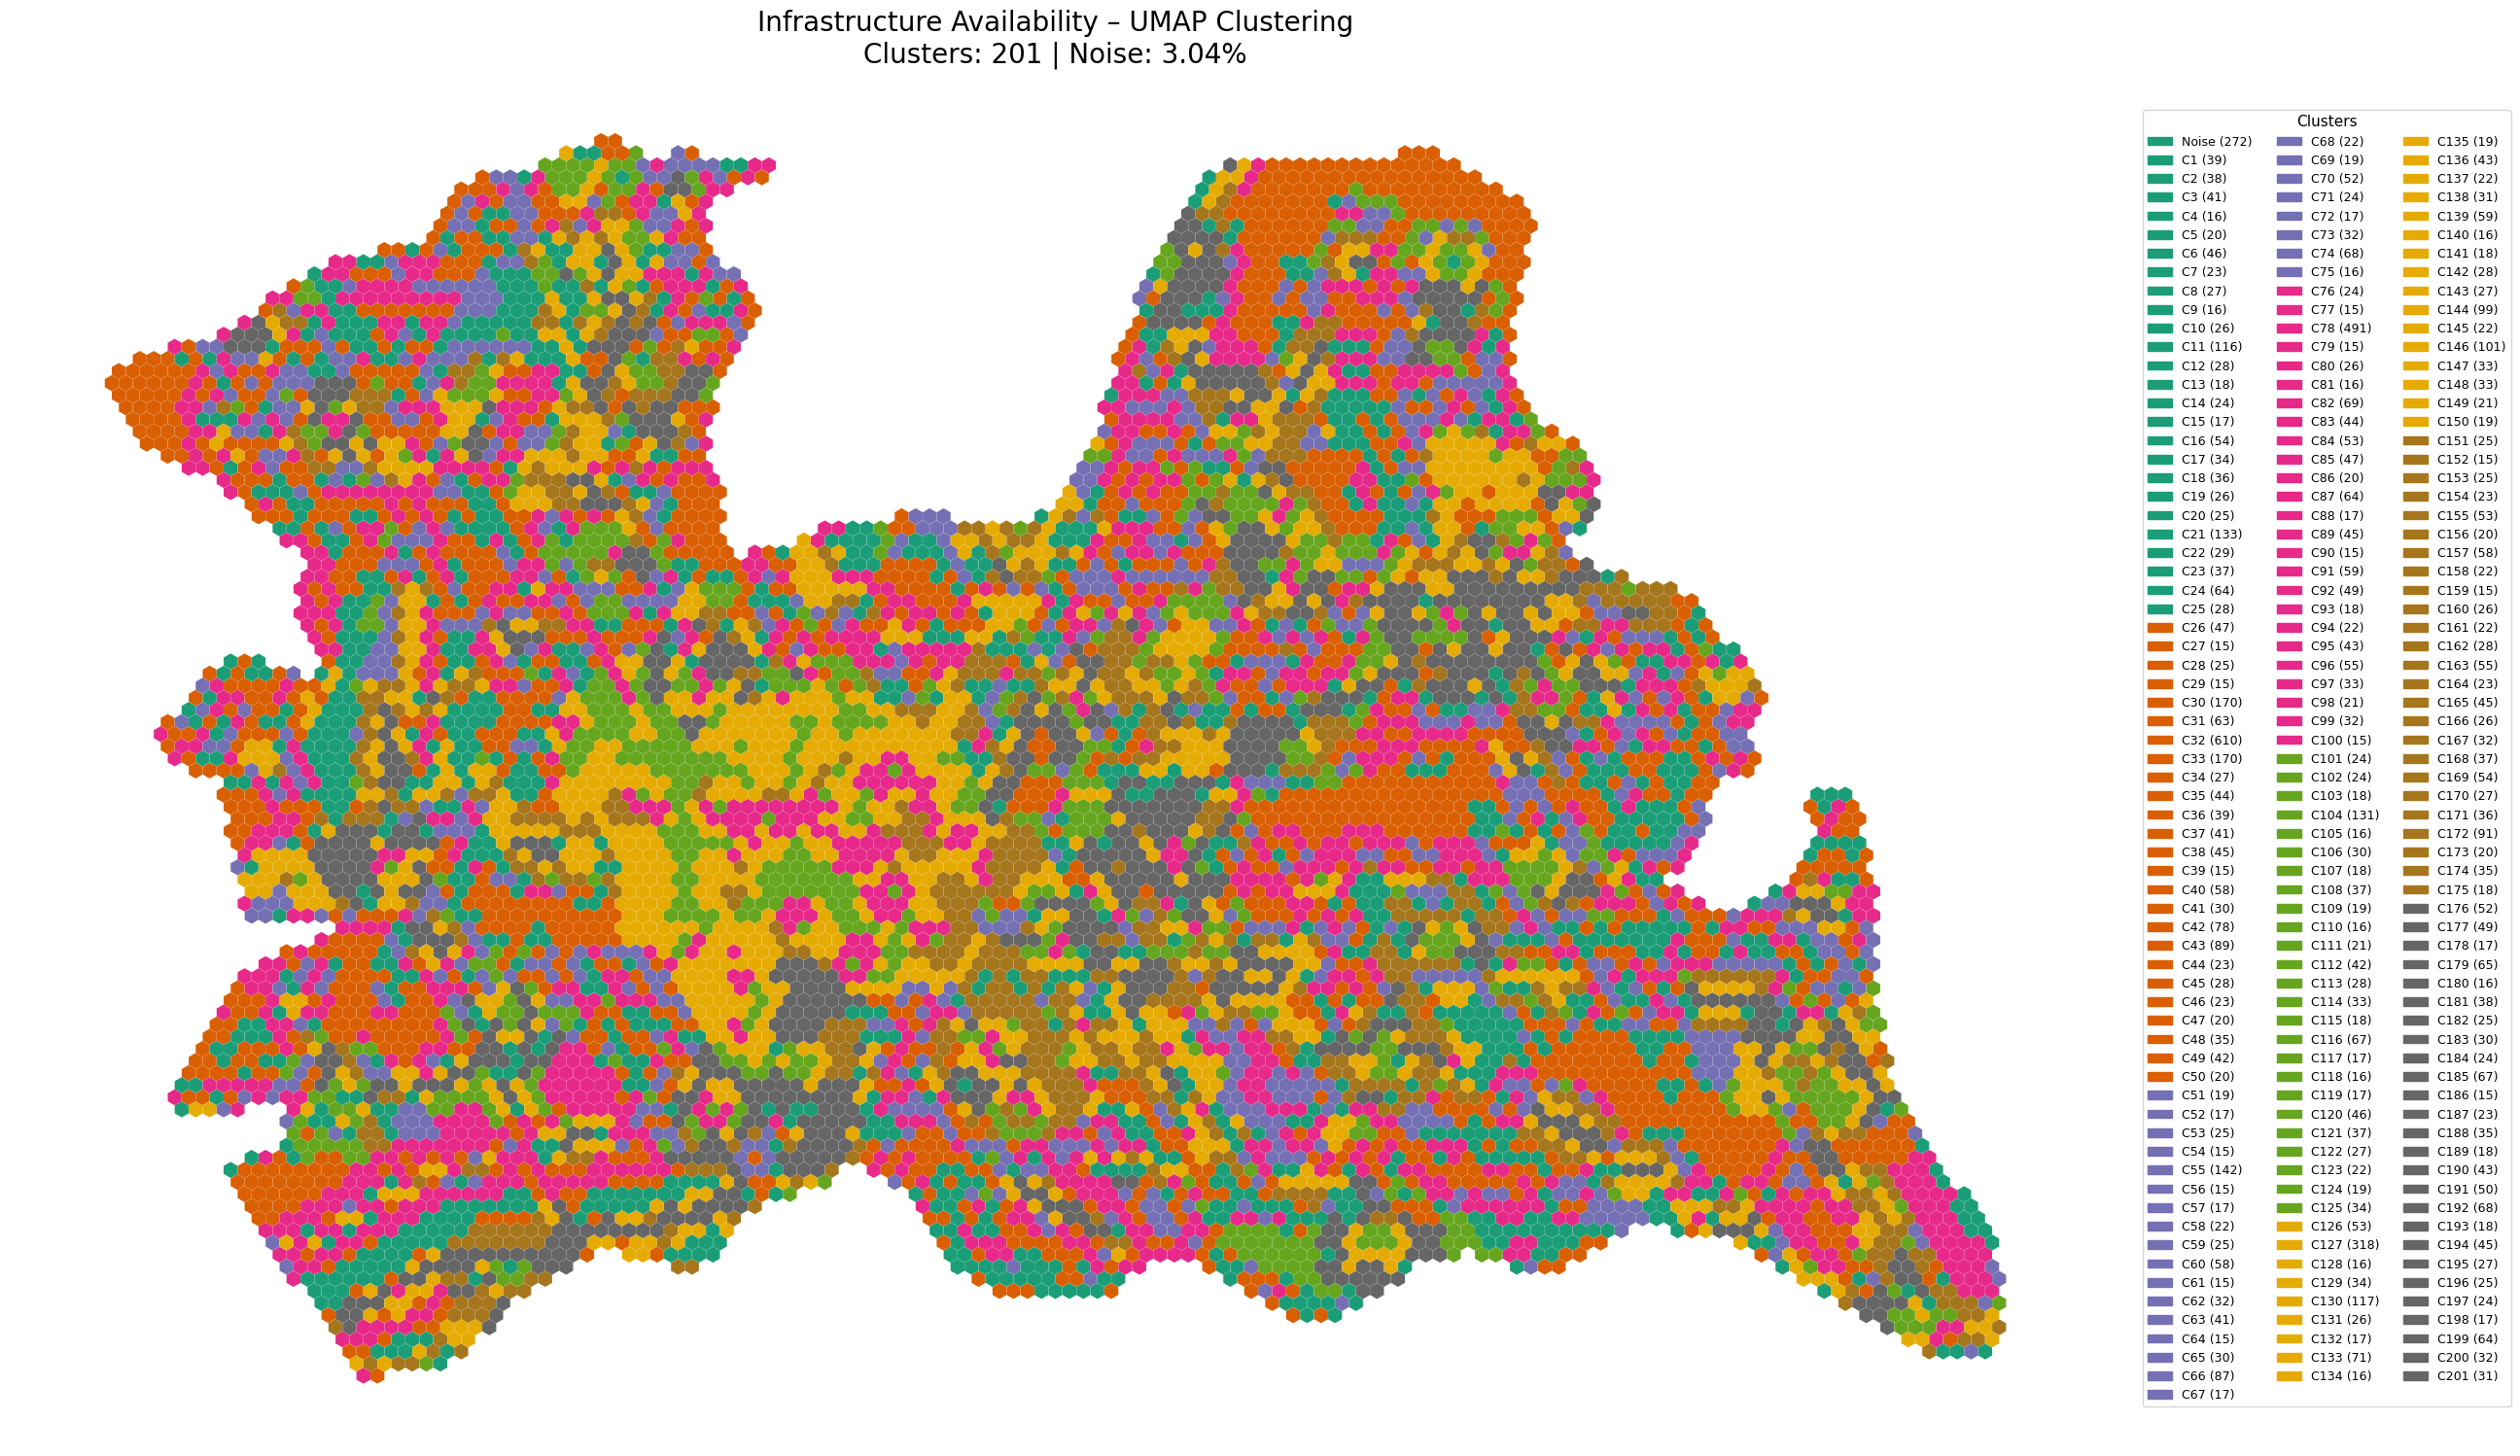 Infrastructure Availability – UMAP Clustering
Clusters: 201 | Noise: 3.04%
Clusters
Noise (272)
C1 (39)
C2 (38)
C3 (41)
C4 (16)
C5 (20)
C6 (46)
C7 (23)
C8 (27)
C9 (16)
C10 (26)
C11 (116)
C12 (28)
C13 (18)
C14 (24)
C15 (17)
C16 (54)
C17 (34)
C18 (36)
C19 (26)
C20 (25)
C21 (133)
C22 (29)
C23 (37)
C24 (64)
C25 (28)
C26 (47)
C27 (15)
C28 (25)
C29 (15)
C30 (170)
C31 (63)
C32 (610)
C33 (170)
C34 (27)
C35 (44)
C36 (39)
C37 (41)
C38 (45)
C39 (15)
C40 (58)
C41 (30)
C42 (78)
C43 (89)
C44 (23)
C45 (28)
C46 (23)
C47 (20)
C48 (35)
C49 (42)
C50 (20)
C51 (19)
C52 (17)
C53 (25)
C54 (15)
C55 (142)
C56 (15)
C57 (17)
C58 (22)
C59 (25)
C60 (58)
C61 (15)
C62 (32)
C63 (41)
C64 (15)
C65 (30)
C66 (87)
C67 (17)
C68 (22)
C69 (19)
C70 (52)
C71 (24)
C72 (17)
C73 (32)
C74 (68)
C75 (16)
C76 (24)
C77 (15)
C78 (491)
C79 (15)
C80 (26)
C81 (16)
C82 (69)
C83 (44)
C84 (53)
C85 (47)
C86 (20)
C87 (64)
C88 (17)
C89 (45)
C90 (15)
C91 (59)
C92 (49)
C93 (18)
C94 (22)
C95 (43)
C96 (55)
C97 (33)
C98 (21)
C99 (32)
C100 (15)
C101 (24)
C102 (24)
C103 (18)
C104 (131)
C105 (16)
C106 (30)
C107 (18)
C108 (37)
C109 (19)
C110 (16)
C111 (21)
C112 (42)
C113 (28)
C114 (33)
C115 (18)
C116 (67)
C117 (17)
C118 (16)
C119 (17)
C120 (46)
C121 (37)
C122 (27)
C123 (22)
C124 (19)
C125 (34)
C126 (53)
C127 (318)
C128 (16)
C129 (34)
C130 (117)
C131 (26)
C132 (17)
C133 (71)
C134 (16)
C135 (19)
C136 (43)
C137 (22)
C138 (31)
C139 (59)
C140 (16)
C141 (18)
C142 (28)
C143 (27)
C144 (99)
C145 (22)
C146 (101)
C147 (33)
C148 (33)
C149 (21)
C150 (19)
C151 (25)
C152 (15)
C153 (25)
C154 (23)
C155 (53)
C156 (20)
C157 (58)
C158 (22)
C159 (15)
C160 (26)
C161 (22)
C162 (28)
C163 (55)
C164 (23)
C165 (45)
C166 (26)
C167 (32)
C168 (37)
C169 (54)
C170 (27)
C171 (36)
C172 (91)
C173 (20)
C174 (35)
C175 (18)
C176 (52)
C177 (49)
C178 (17)
C179 (65)
C180 (16)
C181 (38)
C182 (25)
C183 (30)
C184 (24)
C185 (67)
C186 (15)
C187 (23)
C188 (35)
C189 (18)
C190 (43)
C191 (50)
C192 (68)
C193 (18)
C194 (45)
C195 (27)
C196 (25)
C197 (24)
C198 (17)
C199 (64)
C200 (32)
C201 (31)